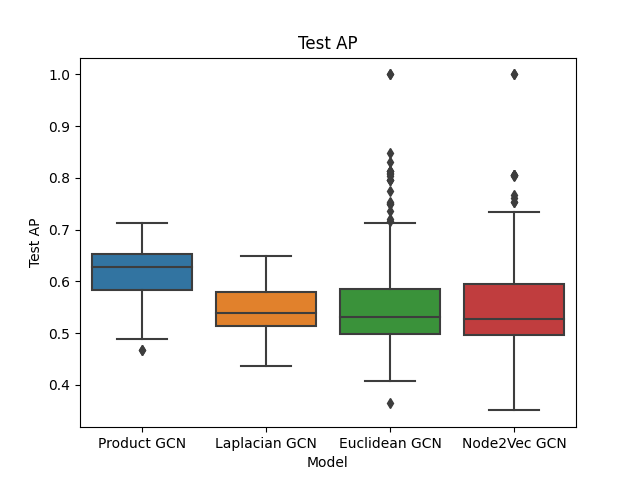 Test AP
Test AP
1.0
0.9
0.8
0.7
0.6
0.5
0.4
Product GCN
Laplacian GCN
Euclidean GCN
Node2Vec GCN
Model